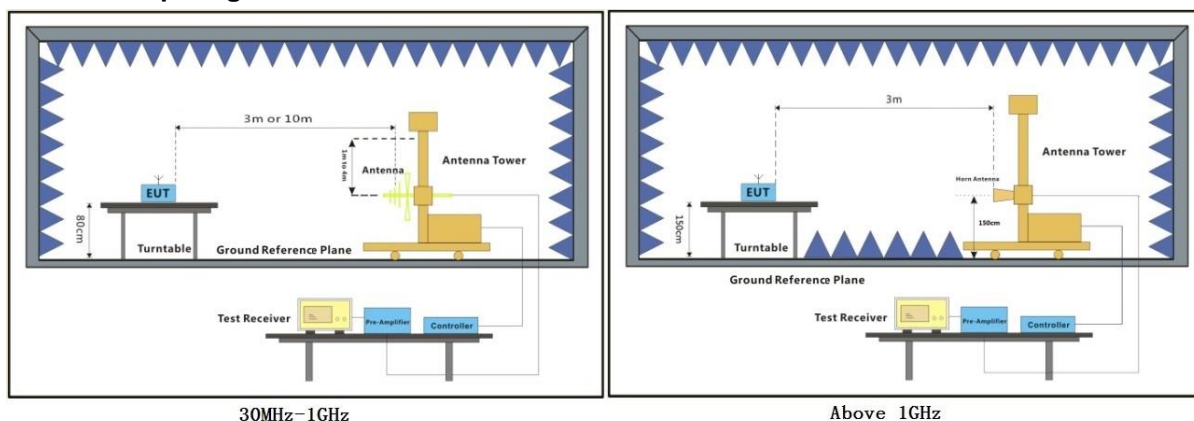 3m or 10m
1m to 4m
Antenna
Antenna Tower
EUT
80cm
Turntable
Ground Reference Plane
Test Receiver
Pre-Amplifier
Controller
30MHz-1GHz
3m
Antenna Tower
Horn Antenna
EUT
150cm
150cm
Turntable
Ground Reference Plane
Test Receiver
Pre-Amplifier
Controller
Above 1GHz